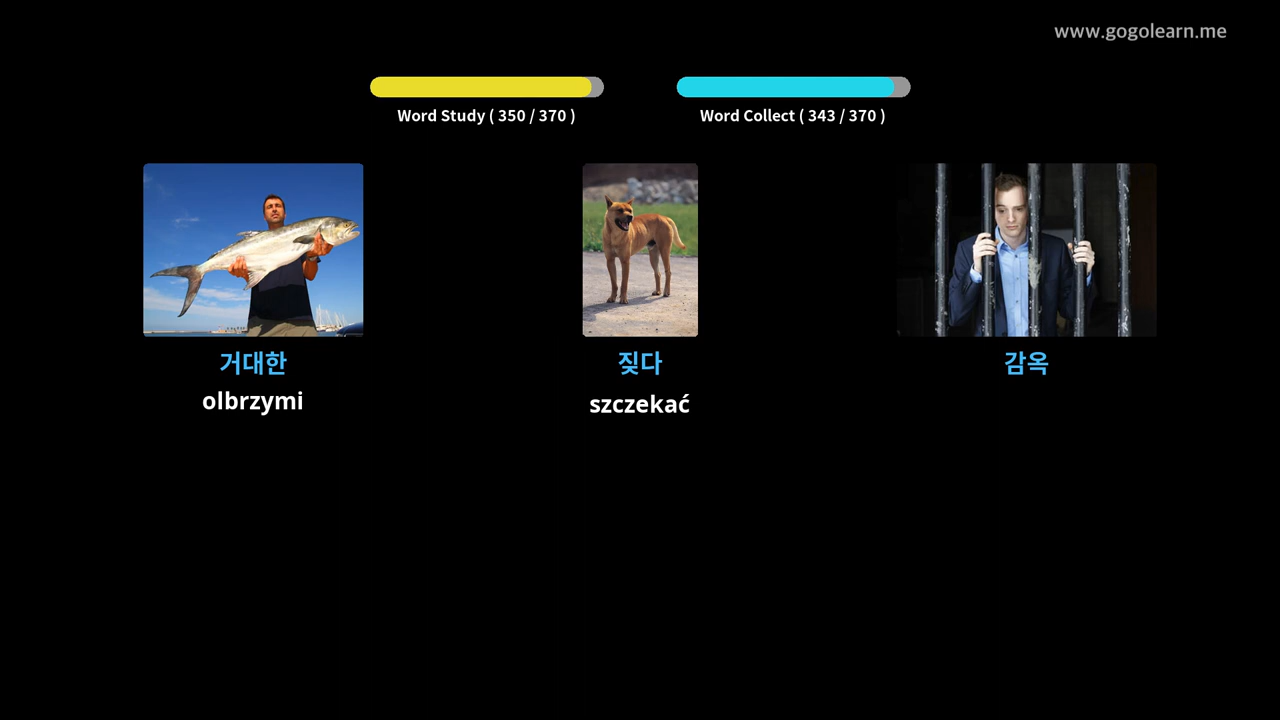 www.gogolearn.me
Word Study ( 350 / 370 )
Word Collect ( 343 / 370 )
거대한
짖다
감옥
olbrzymi
szczekać